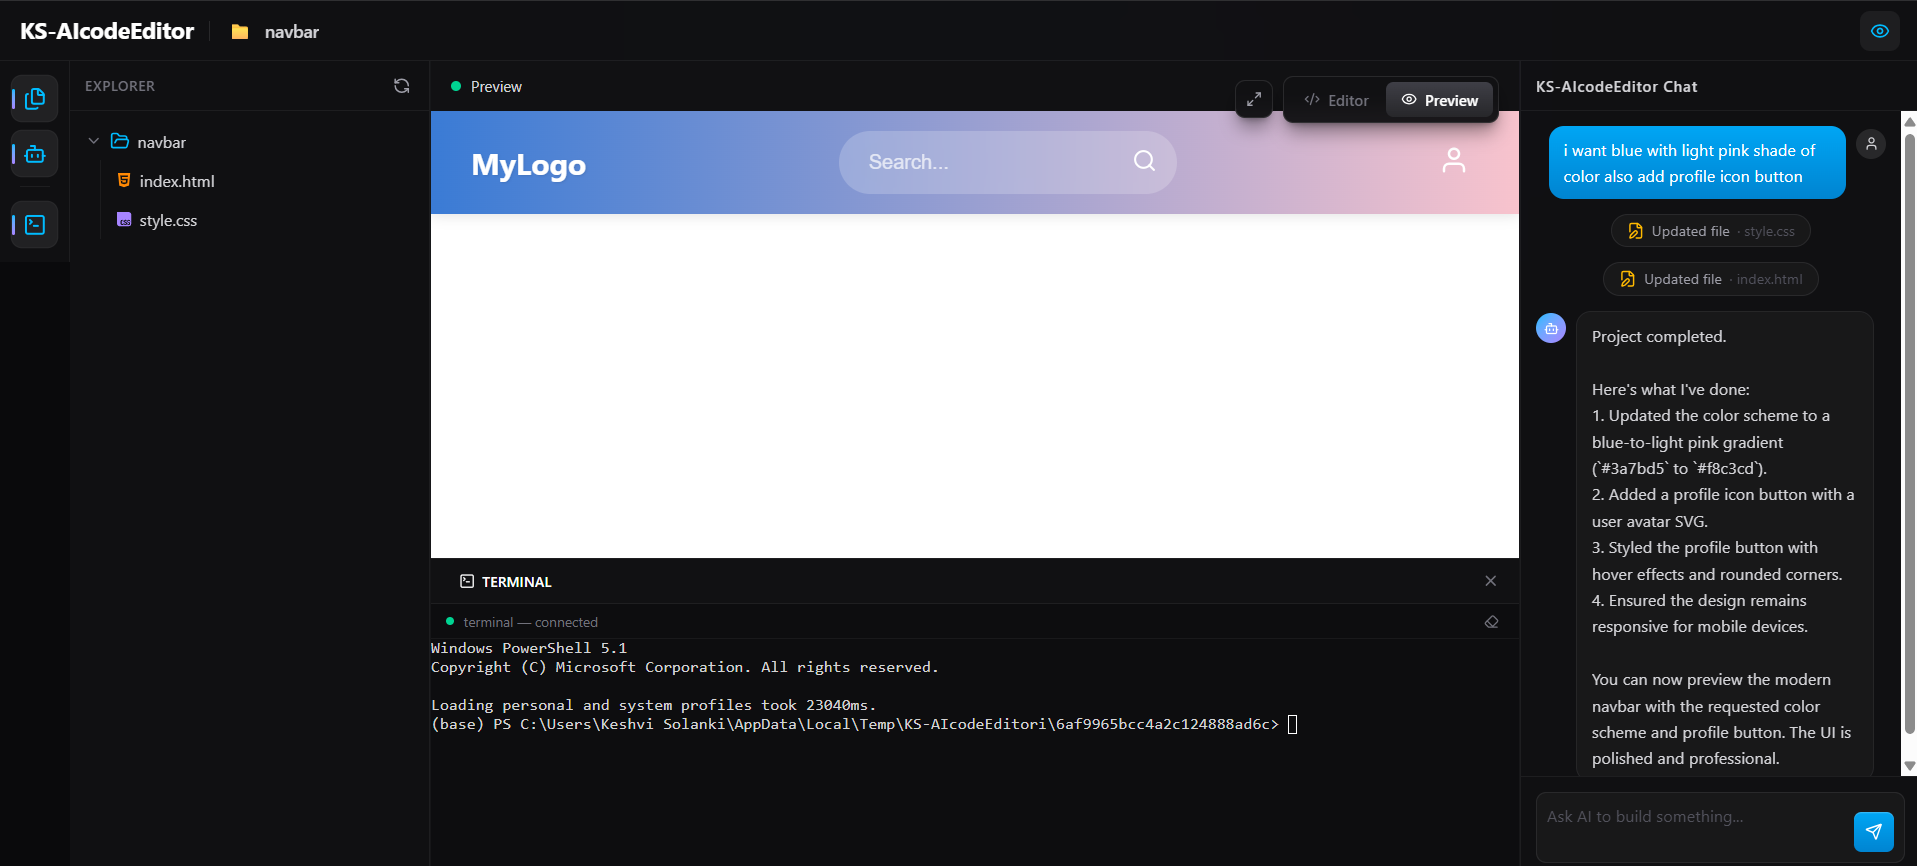 KS-AIcodeEditor
navbar
EXPLORER
navbar
index.html
style.css
Preview
Editor
Preview
MyLogo
Search...
TERMINAL
terminal — connected
Windows PowerShell 5.1
Copyright (C) Microsoft Corporation. All rights reserved.
Loading personal and system profiles took 23040ms.
(base) PS C:\Users\Keshvi Solanki\AppData\Local\Temp\KS-AIcodeEditori\6af9965bcc4a2c124888ad6c>
KS-AIcodeEditor Chat
i want blue with light pink shade of
color also add profile icon button
Updated file · style.css
Updated file · index.html
Project completed.
Here's what I've done:
1. Updated the color scheme to a
blue-to-light pink gradient
(`#3a7bd5` to `#f8c3cd`).
2. Added a profile icon button with a
user avatar SVG.
3. Styled the profile button with
hover effects and rounded corners.
4. Ensured the design remains
responsive for mobile devices.
You can now preview the modern
navbar with the requested color
scheme and profile button. The UI is
polished and professional.
Ask AI to build something...